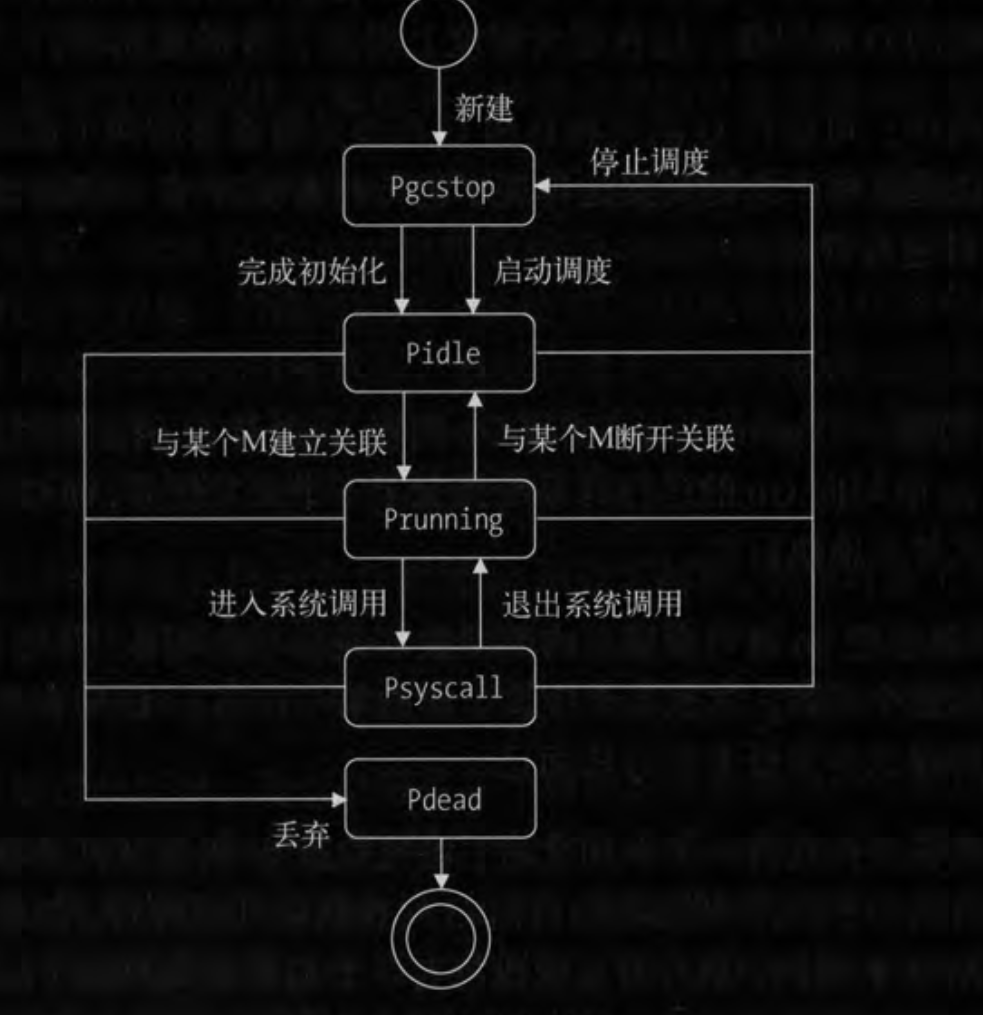 新建
停止调度
Pgcstop
完成初始化
启动调度
Pidle
与某个M建立关联
与某个M断开关联
Prunning
进入系统调用
退出系统调用
Psyscall
Pdead
丢弃